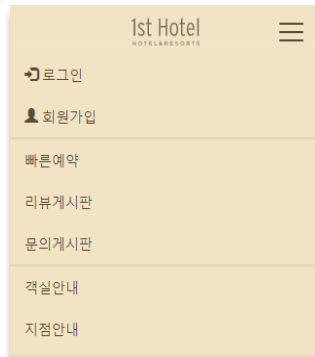 1st Hotel
HOTEL&RESORTS
로그인
회원가입
빠른예약
리뷰게시판
문의게시판
객실안내
지점안내